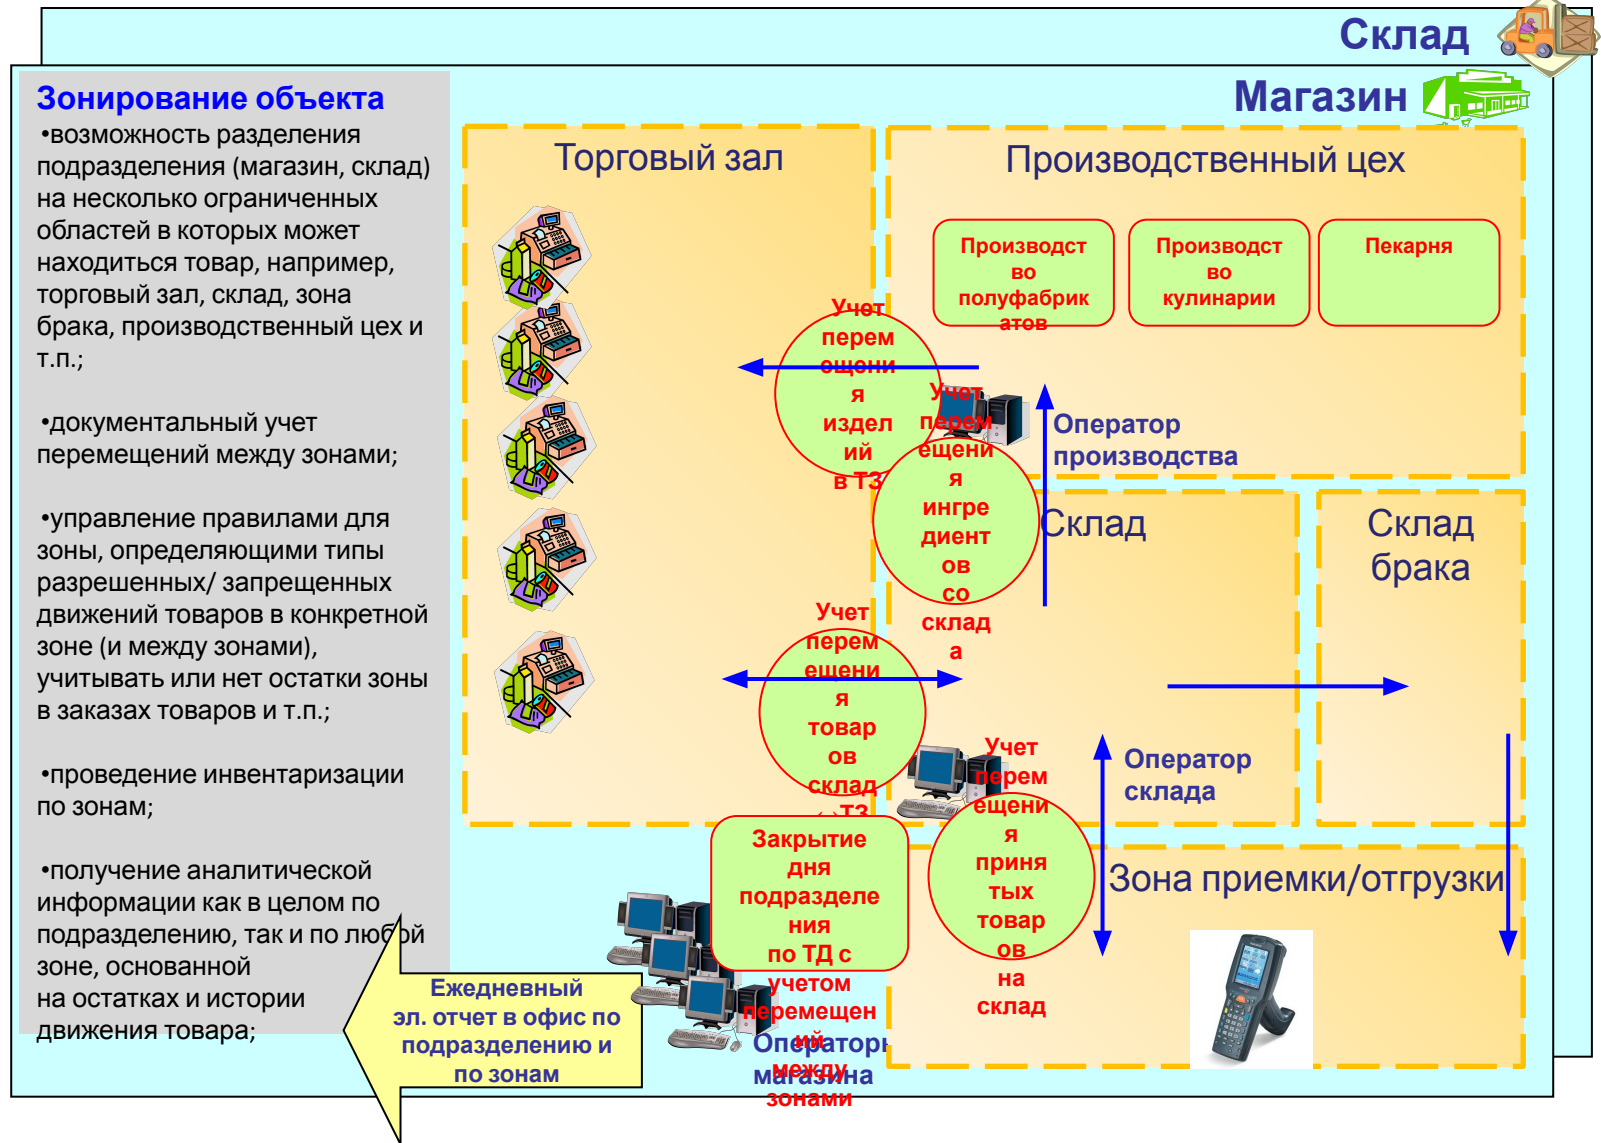 Склад
Магазин
Зонирование объекта
•возможность разделения
подразделения (магазин, склад)
на несколько ограниченных
областей в которых может
находиться товар, например,
торговый зал, склад, зона
брака, производственный цех и
т.п.;
•документальный учет
перемещений между зонами;
•управление правилами для
зоны, определяющими типы
разрешенных/ запрещенных
движений товаров в конкретной
зоне (и между зонами),
учитывать или нет остатки зоны
в заказах товаров и т.п.;
•проведение инвентаризации
по зонам;
•получение аналитической
информации как в целом по
подразделению, так и по любой
зоне, основанной
на остатках и истории
движения товара;
Торговый зал
Производственный цех
Производст
во
полуфабрик
атов
Производст
во
кулинарии
Пекарня
Учет
перем
ещени
я
издел
ий
в ТЗ
Учет
перем
ещени
я
ингре
диент
ов
со
склад
а
Оператор
производства
Склад
Склад
брака
Учет
перем
ещени
я
товар
ов
склад
↔ТЗ
Учет
перем
ещени
я
приня
тых
товар
ов
на
склад
Оператор
склада
Зона приемки/отгрузки
Закрытие
дня
подразделе
ния
по ТД с
учетом
перемещен
ий
между
зонами
Операторы
магазина
Ежедневный
эл. отчет в офис по
подразделению и
по зонам